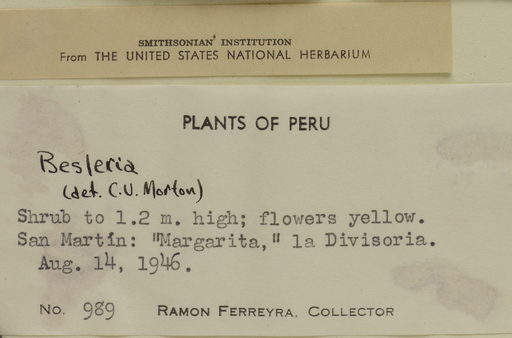 SMITHSONIAN INSTITUTION
From THE UNITED STATES NATIONAL HERBARIUM
PLANTS OF PERU
Besleria
(det. C.V. Morton)
Shrub to 1.2 m. high; flowers yellow.
San Martín: "Margarita," la Divisoria.
Aug. 14, 1946.
No. 989 RAMON FERREYRA, COLLECTOR